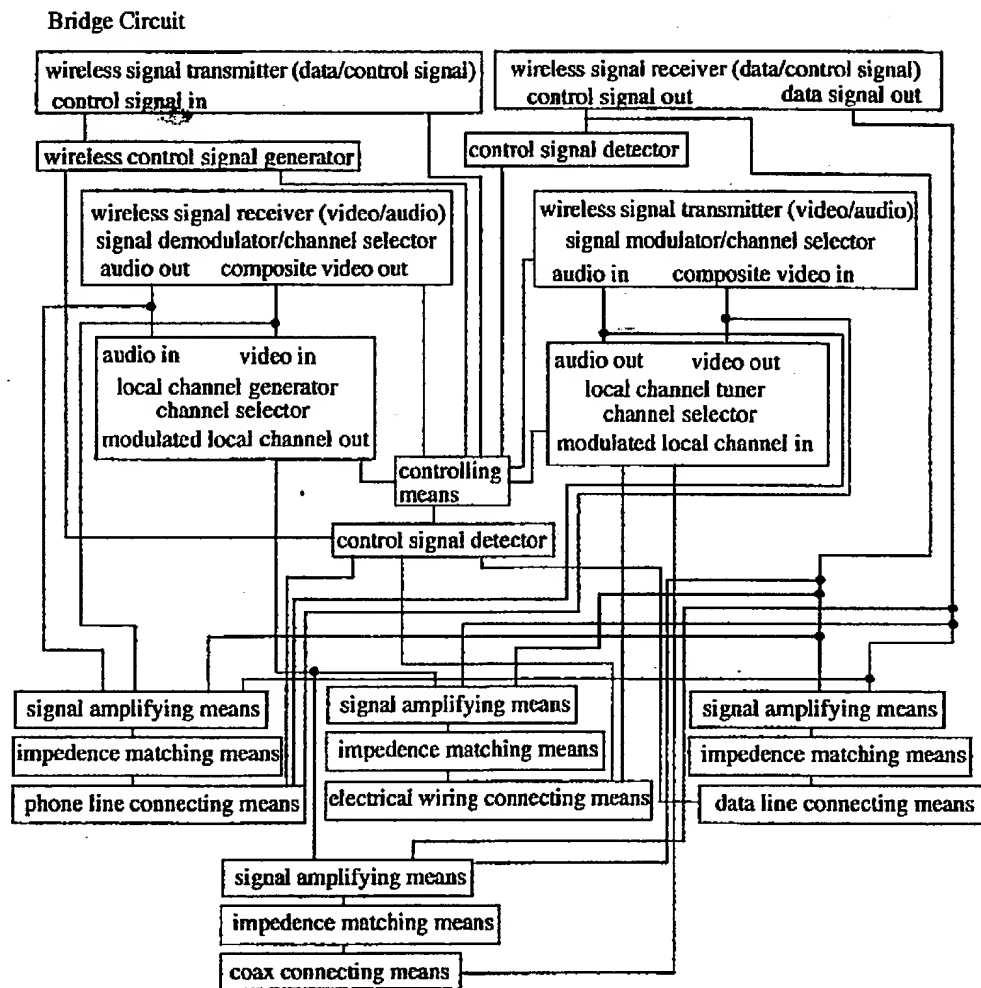 Bridge Circuit
wireless signal transmitter (data/control signal)
control signal in
wireless signal receiver (data/control signal)
control signal out data signal out
wireless control signal generator
control signal detector
wireless signal receiver (video/audio)
signal demodulator/channel selector
audio out composite video out
wireless signal transmitter (video/audio)
signal modulator/channel selector
audio in composite video in
audio in video in
local channel generator
channel selector
modulated local channel out
audio out video out
local channel tuner
channel selector
modulated local channel in
controlling
means
control signal detector
signal amplifying means
impedence matching means
phone line connecting means
signal amplifying means
impedence matching means
electrical wiring connecting means
signal amplifying means
impedence matching means
data line connecting means
signal amplifying means
impedence matching means
coax connecting means